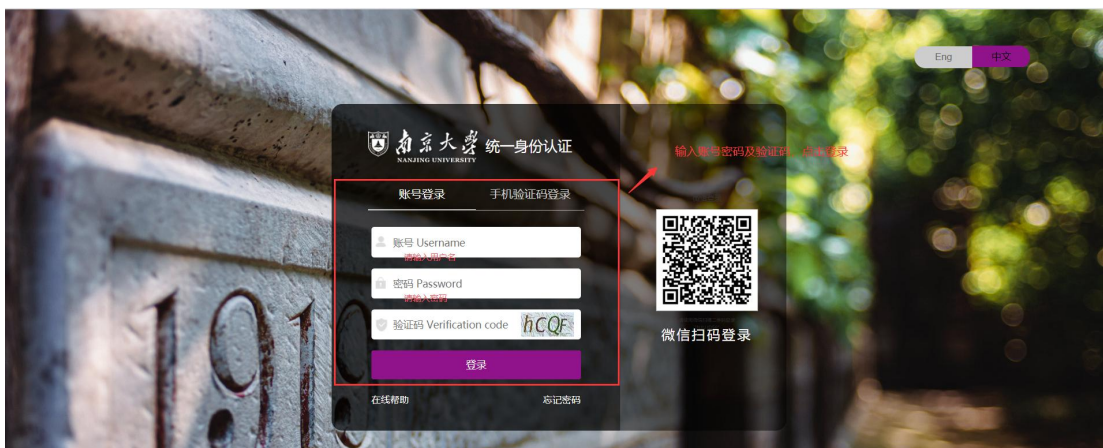 Eng 中文
南京大学 统一身份认证
NANJING UNIVERSITY
输入账号密码及验证码，点击登录
账号登录 手机验证码登录
账号 Username
请输入用户名
密码 Password
请输入密码
验证码 Verification code hCQF
登录
微信扫码登录
在线帮助 忘记密码
191